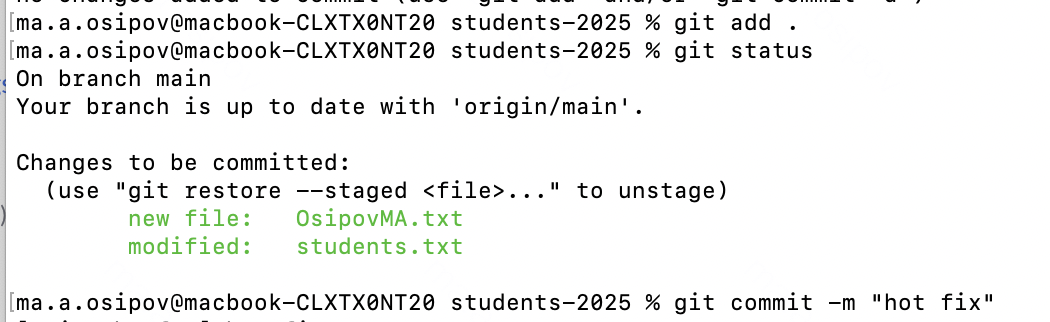 [ma.a.osipov@macbook-CLXTX0NT20 students-2025 % git add .
[ma.a.osipov@macbook-CLXTX0NT20 students-2025 % git status
On branch main
Your branch is up to date with 'origin/main'.
Changes to be committed:
(use "git restore --staged <file>..." to unstage)
new file: OsipovMA.txt
modified: students.txt
[ma.a.osipov@macbook-CLXTX0NT20 students-2025 % git commit -m "hot fix"